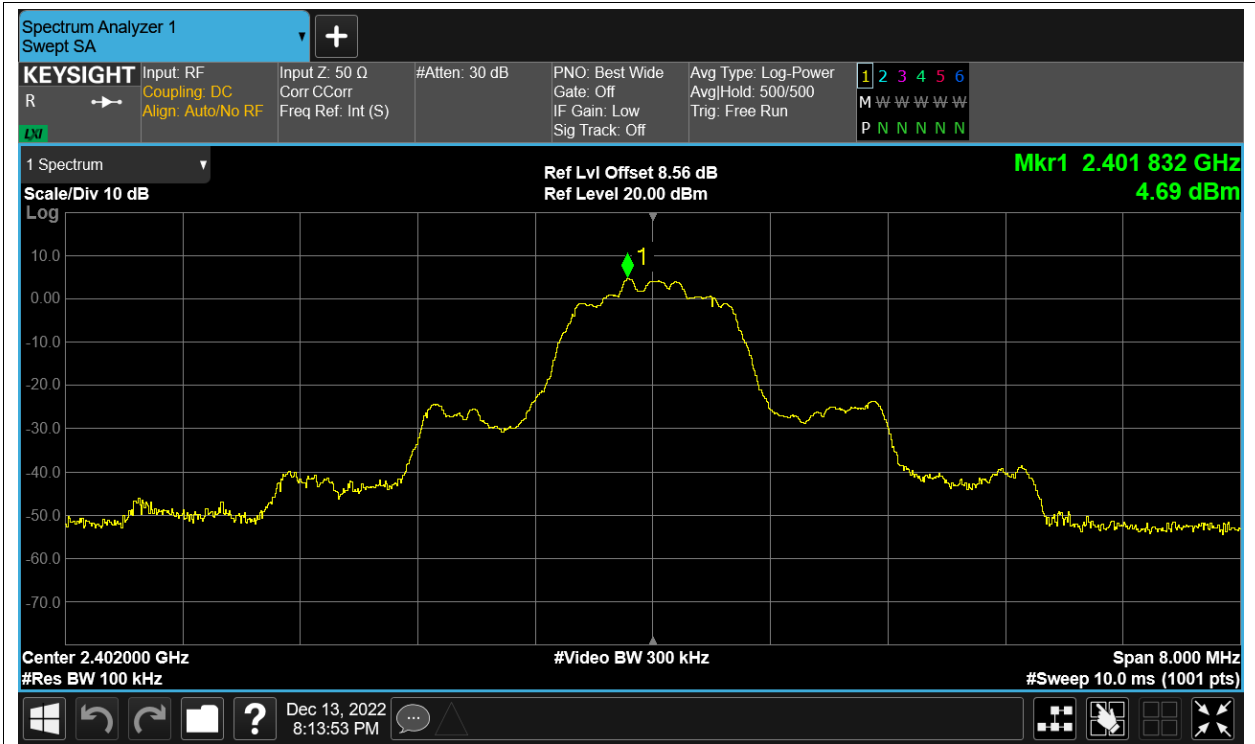 Spectrum Analyzer 1
Swept SA
KEYSIGHT
R
LXI
Input: RF
Coupling: DC
Align: Auto/No RF
Input Z: 50 Ω
Corr CCorr
Freq Ref: Int (S)
#Atten: 30 dB
PNO: Best Wide
Gate: Off
IF Gain: Low
Sig Track: Off
Avg Type: Log-Power
Avg|Hold: 500/500
Trig: Free Run
1 2 3 4 5 6
M W W W W W W
P N N N N N
1 Spectrum
Scale/Div 10 dB
Log
Ref Lvl Offset 8.56 dB
Ref Level 20.00 dBm
Mkr1 2.401 832 GHz
4.69 dBm
1
10.0
0.00
-10.0
-20.0
-30.0
-40.0
-50.0
-60.0
-70.0
Center 2.402000 GHz
#Res BW 100 kHz
#Video BW 300 kHz
Span 8.000 MHz
#Sweep 10.0 ms (1001 pts)
?
Dec 13, 2022
8:13:53 PM